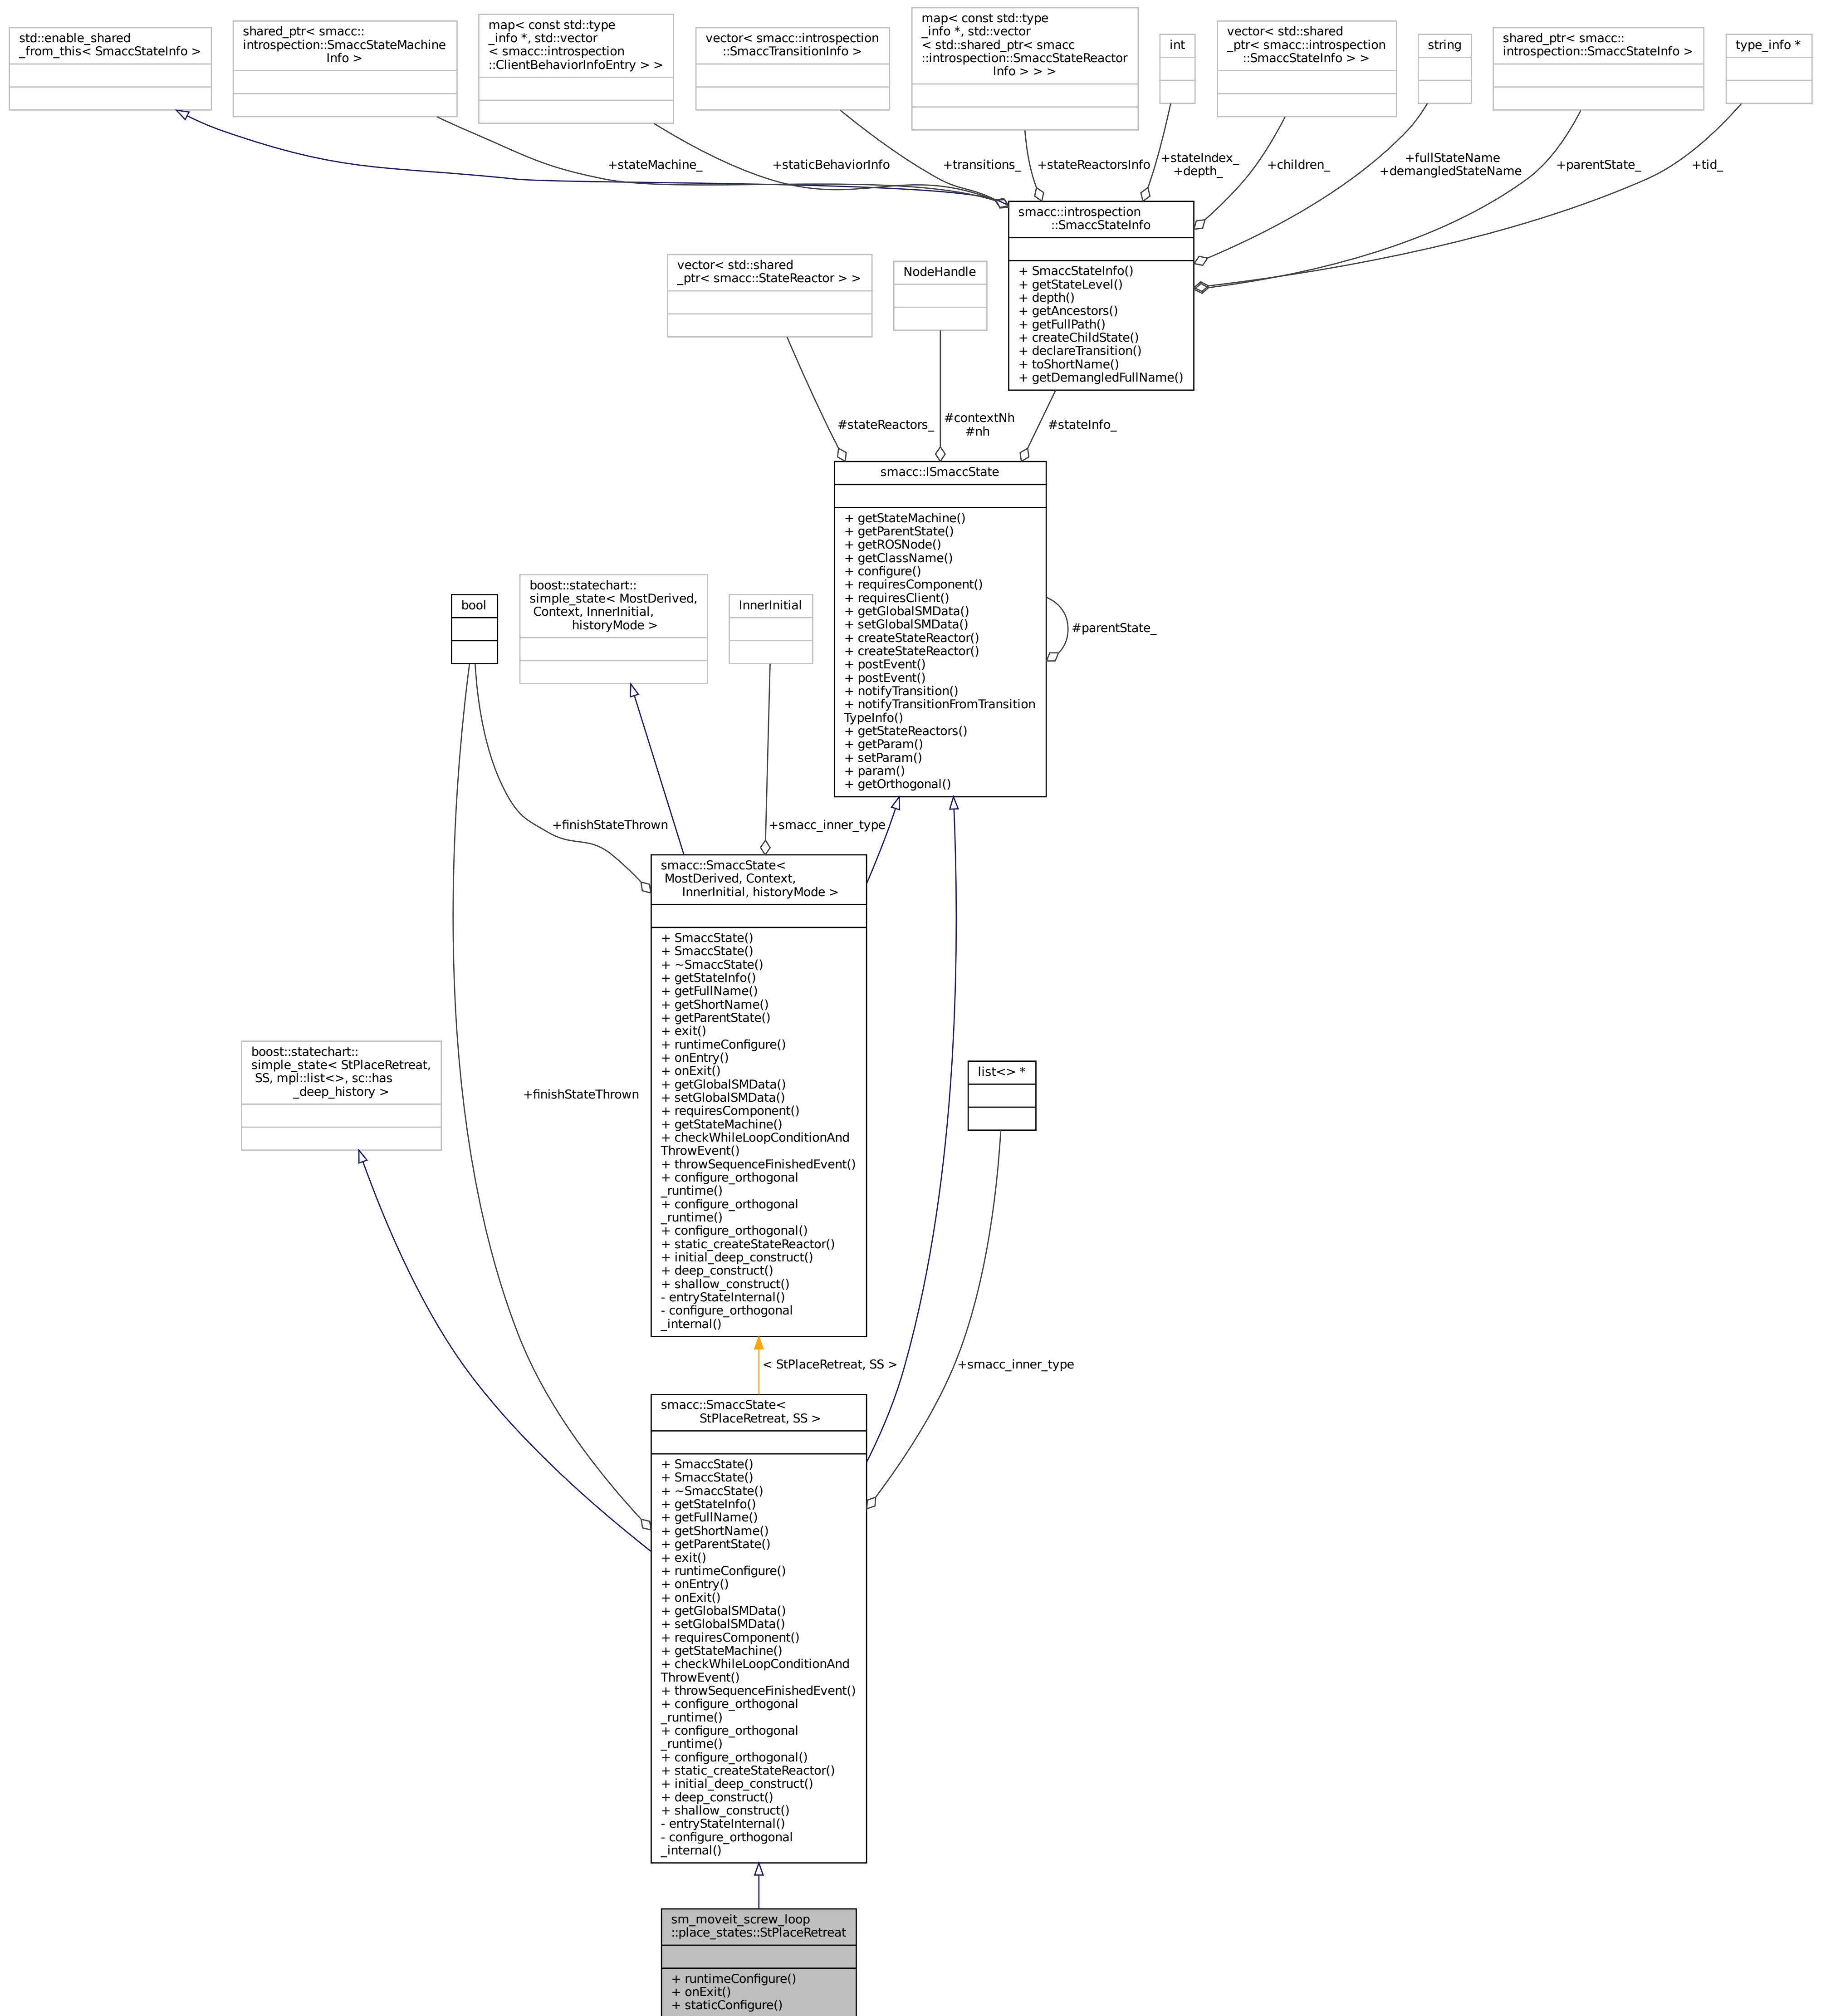 std::enable_shared
_from_this< SmaccStateInfo >
shared_ptr< smacc::
introspection::SmaccStateMachine
Info >
map< const std::type
_info *, std::vector
< smacc::introspection
::ClientBehaviorInfoEntry > >
vector< smacc::introspection
::SmaccTransitionInfo >
map< const std::type
_info *, std::vector
< std::shared_ptr< smacc
::introspection::SmaccStateReactor
Info > > >
int
vector< std::shared
_ptr< smacc::introspection
::SmaccStateInfo > >
string
shared_ptr< smacc::
introspection::SmaccStateInfo >
type_info *
+stateMachine_
+staticBehaviorInfo
+transitions_
+stateReactorsInfo
+stateIndex_
+depth_
+children_
+fullStateName
+demangledStateName
+parentState_
+tid_
smacc::introspection
::SmaccStateInfo
+ SmaccStateInfo()
+ getStateLevel()
+ depth()
+ getAncestors()
+ getFullPath()
+ createChildState()
+ declareTransition()
+ toShortName()
+ getDemangledFullName()
vector< std::shared
_ptr< smacc::StateReactor > >
NodeHandle
#stateReactors_
#contextNh
#nh
#stateInfo_
smacc::ISmaccState
+ getStateMachine()
+ getParentState()
+ getROSNode()
+ getClassName()
+ configure()
+ requiresComponent()
+ requiresClient()
+ getGlobalSMData()
+ setGlobalSMData()
+ createStateReactor()
+ createStateReactor()
+ postEvent()
+ postEvent()
+ notifyTransition()
+ notifyTransitionFromTransition
TypeInfo()
+ getStateReactors()
+ getParam()
+ setParam()
+ param()
+ getOrthogonal()
#parentState_
bool
boost::statechart::
simple_state< MostDerived,
Context, InnerInitial,
historyMode >
InnerInitial
+finishStateThrown
+smacc_inner_type
smacc::SmaccState<
MostDerived, Context,
InnerInitial, historyMode >
+ SmaccState()
+ SmaccState()
+ ~SmaccState()
+ getStateInfo()
+ getFullName()
+ getShortName()
+ getParentState()
+ exit()
+ runtimeConfigure()
+ onEntry()
+ onExit()
+ getGlobalSMData()
+ setGlobalSMData()
+ requiresComponent()
+ getStateMachine()
+ checkWhileLoopConditionAnd
ThrowEvent()
+ throwSequenceFinishedEvent()
+ configure_orthogonal
_runtime()
+ configure_orthogonal
_runtime()
+ configure_orthogonal()
+ static_createStateReactor()
+ initial_deep_construct()
+ deep_construct()
+ shallow_construct()
- entryStateInternal()
- configure_orthogonal
_internal()
boost::statechart::
simple_state< StPlaceRetreat,
SS, mpl::list<>, sc::has
_deep_history >
+finishStateThrown
list<> *
< StPlaceRetreat, SS >
+smacc_inner_type
smacc::SmaccState<
StPlaceRetreat, SS >
+ SmaccState()
+ SmaccState()
+ ~SmaccState()
+ getStateInfo()
+ getFullName()
+ getShortName()
+ getParentState()
+ exit()
+ runtimeConfigure()
+ onEntry()
+ onExit()
+ getGlobalSMData()
+ setGlobalSMData()
+ requiresComponent()
+ getStateMachine()
+ checkWhileLoopConditionAnd
ThrowEvent()
+ throwSequenceFinishedEvent()
+ configure_orthogonal
_runtime()
+ configure_orthogonal
_runtime()
+ configure_orthogonal()
+ static_createStateReactor()
+ initial_deep_construct()
+ deep_construct()
+ shallow_construct()
- entryStateInternal()
- configure_orthogonal
_internal()
sm_moveit_screw_loop
::place_states::StPlaceRetreat
+ runtimeConfigure()
+ onExit()
+ staticConfigure()